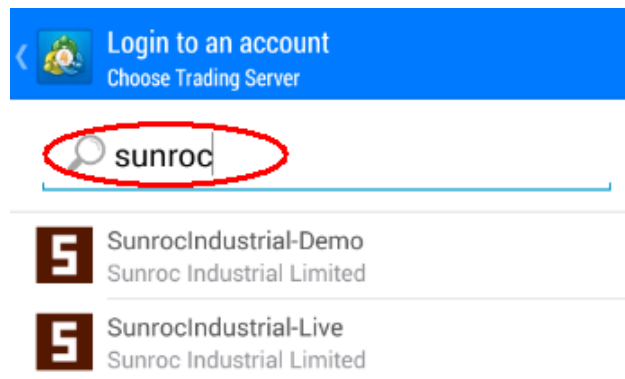 Login to an account
Choose Trading Server
sunroc
SunrocIndustrial-Demo
Sunroc Industrial Limited
SunrocIndustrial-Live
Sunroc Industrial Limited